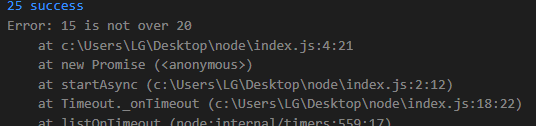 25 success
Error: 15 is not over 20
at c:\Users\LG\Desktop\node\index.js:4:21
at new Promise (<anonymous>)
at startAsync (c:\Users\LG\Desktop\node\index.js:2:12)
at Timeout._onTimeout (c:\Users\LG\Desktop\node\index.js:18:22)
at listOnTimeout (node:internal/timers:559:17)